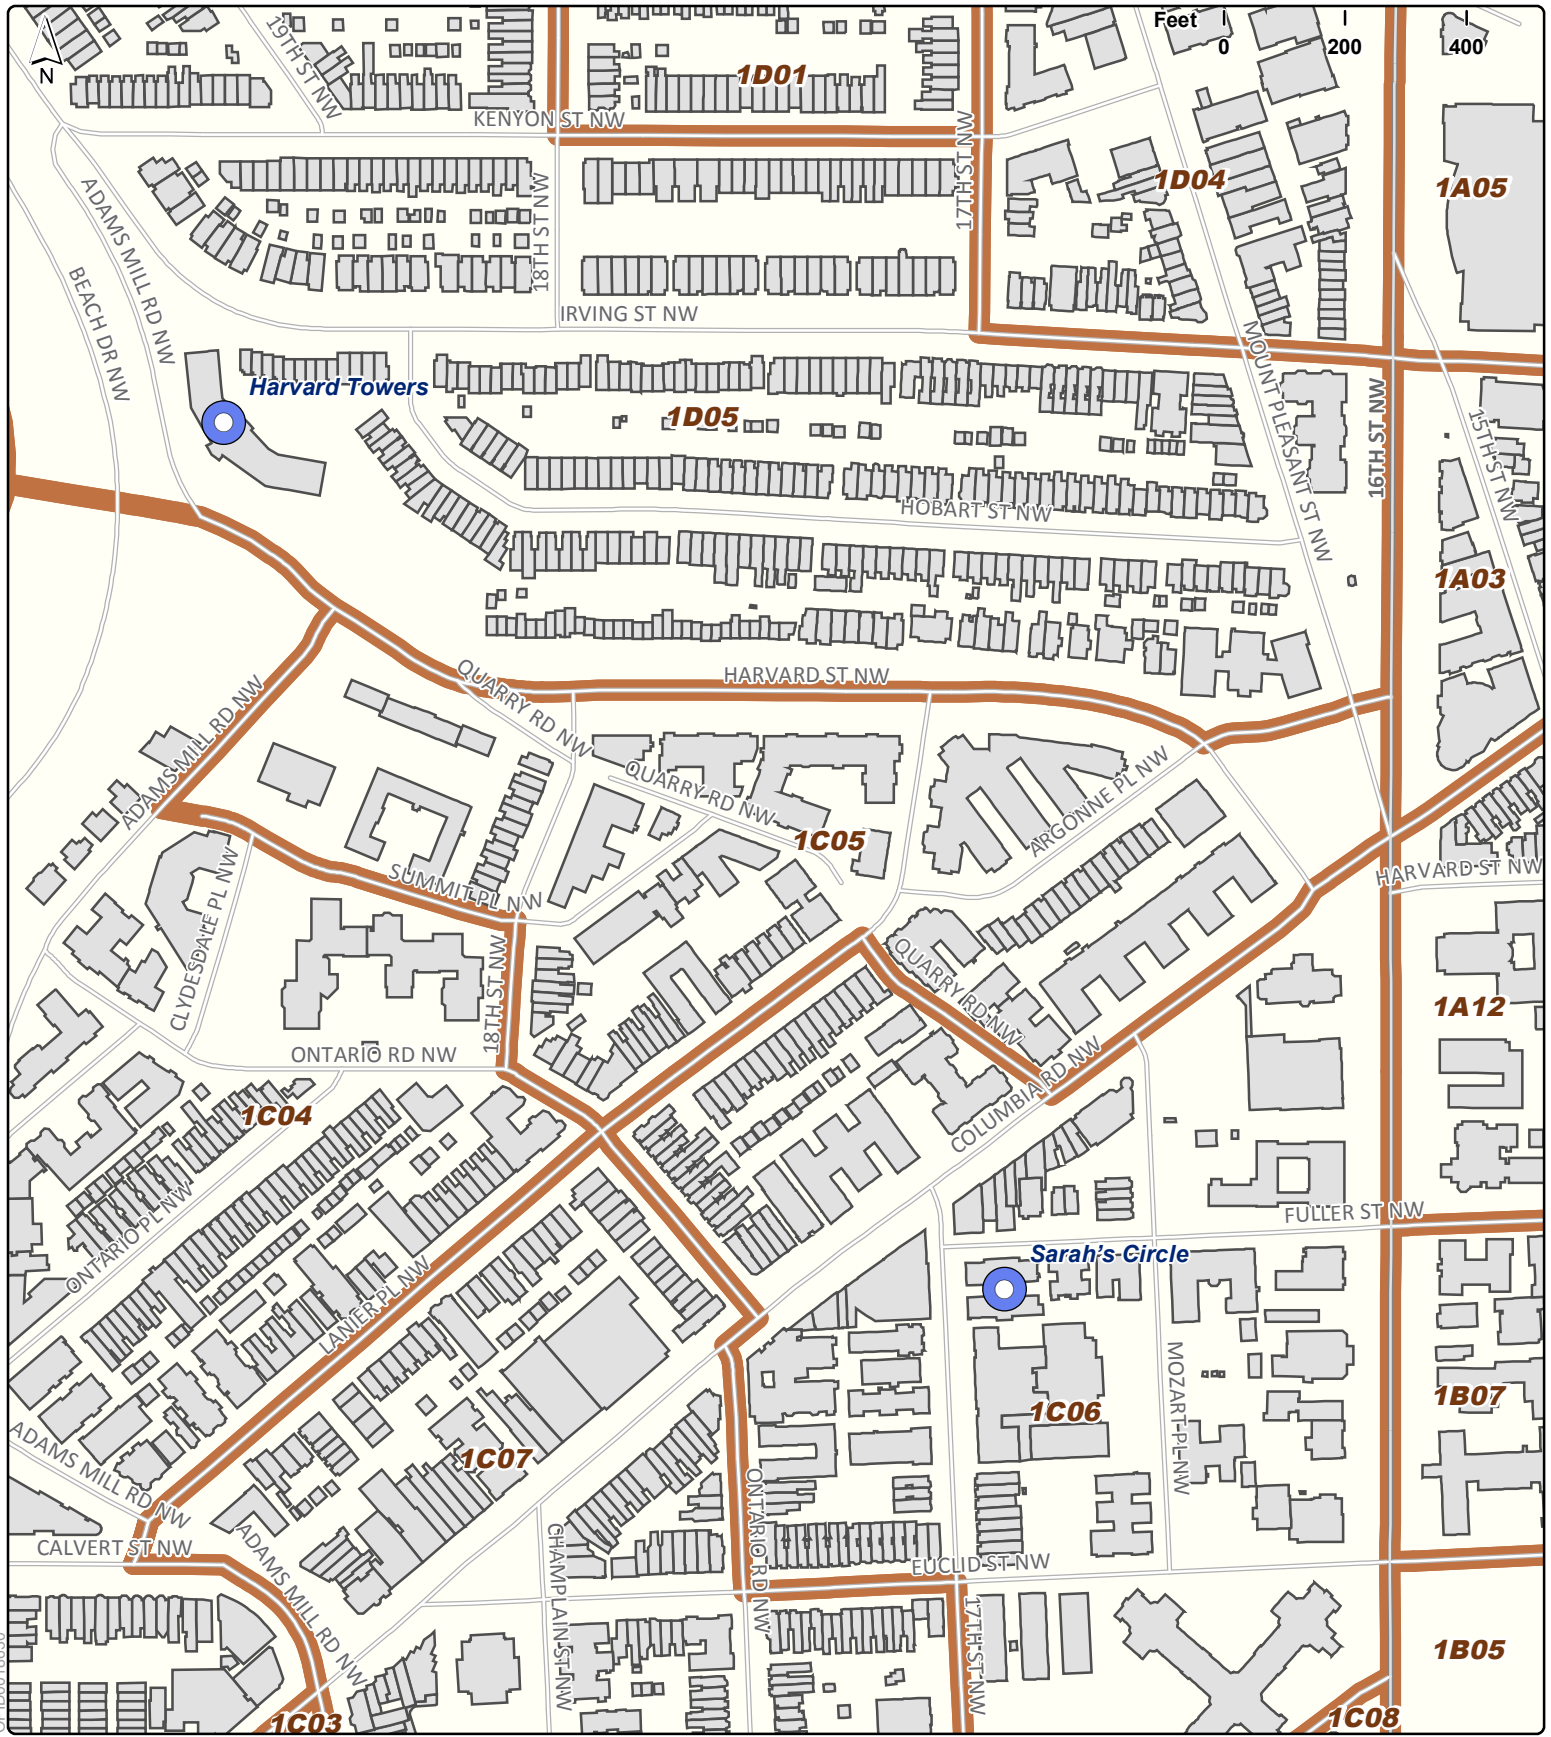 Feet
0
200
400
N
19TH ST NW
1D01
KENYON ST NW
17TH ST NW
18TH ST NW
1D04
1A05
ADAMS MILL RD NW
BEACH DR NW
IRVING ST NW
MOUNT PLEASANT ST NW
Harvard Towers
1D05
16TH ST NW
15TH ST NW
HOBART ST NW
1A03
HARVARD ST NW
QUARRY RD NW
ADAMS MILL RD NW
QUARRY RD NW
ARGONNE PL NW
1C05
SUMMIT PL NW
HARVARD ST NW
CLYDESDALE PL NW
18TH ST NW
QUARRY RD NW
1A12
ONTARIO RD NW
COLUMBIA RD NW
1C04
ONTARIO PL NW
FULLER ST NW
Sarah's Circle
LANIER PL NW
MOZART PL NW
1C06
1B07
1C07
ADAMS MILL RD NW
ONTARIO RD NW
CALVERT ST NW
ADAMS MILL RD NW
CHAMPLAIN ST NW
EUCLID ST NW
17TH ST NW
1B05
1C03
1C08